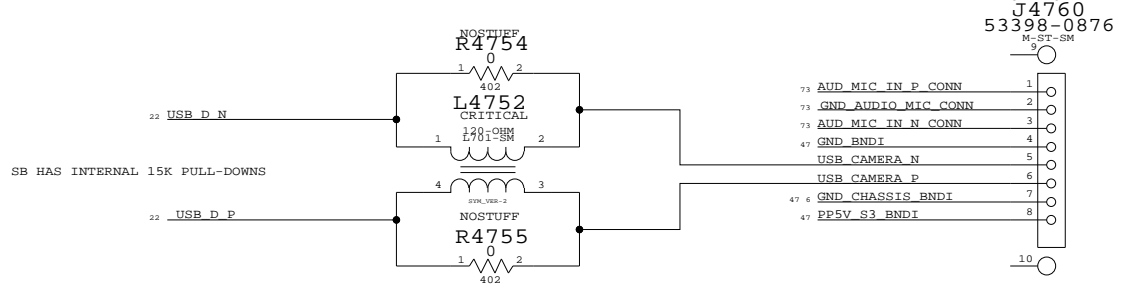 J4760
53398-0876
M-ST-SM
9
NOSTUFF
R4754
0
1 2
402
L4752
CRITICAL
120-OHM
L701-SM
1 2
22 USB_D_N
SB HAS INTERNAL 15K PULL-DOWNS
4 3
SYM_VER-2
22 USB_D_P
NOSTUFF
R4755
0
1 2
402
73 AUD_MIC_IN_P_CONN 1
73 GND_AUDIO_MIC_CONN 2
73 AUD_MIC_IN_N_CONN 3
47 GND_BNDI 4
USB_CAMERA_N 5
USB_CAMERA_P 6
47 6 GND_CHASSIS_BNDI 7
47 PP5V_S3_BNDI 8
10